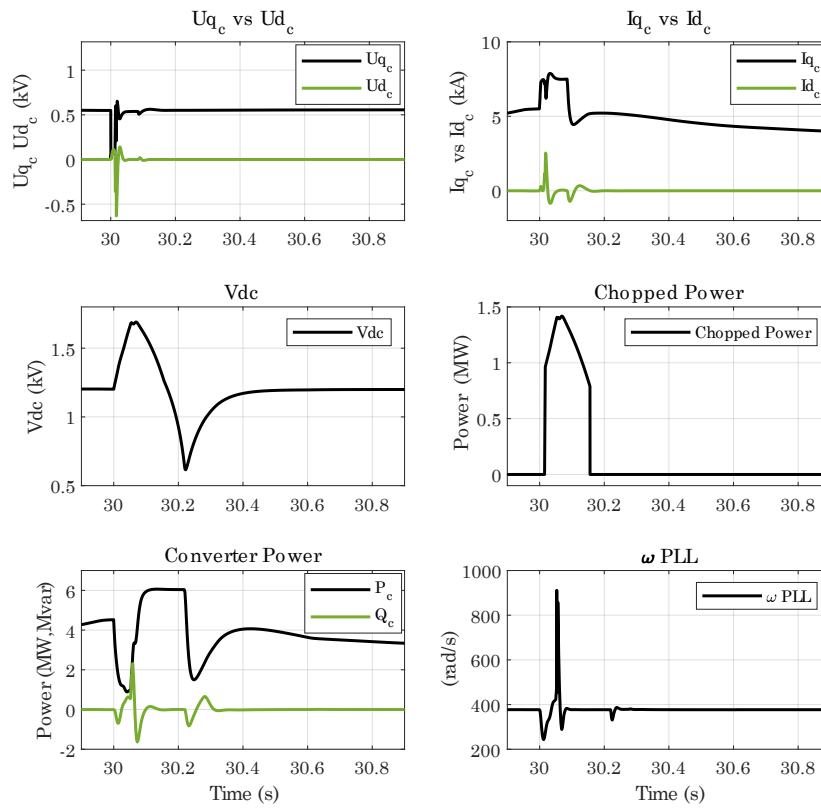 Uq_c vs Ud_c
Uq_c Ud_c (kV)
1
0.5
0
-0.5
30
30.2
30.4
30.6
30.8
Uq_c
Ud_c
Iq_c vs Id_c
Iq_c vs Id_c (kA)
10
5
0
30
30.2
30.4
30.6
30.8
Iq_c
Id_c
Vdc
Vdc (kV)
1.5
1
0.5
30
30.2
30.4
30.6
30.8
Vdc
Chopped Power
Power (MW)
1.5
1
0.5
0
30
30.2
30.4
30.6
30.8
Chopped Power
Converter Power
Power (MW,Mvar)
6
4
2
0
-2
30
30.2
30.4
30.6
30.8
P_c
Q_c
Time (s)
ω PLL
(rad/s)
1000
800
600
400
200
30
30.2
30.4
30.6
30.8
ω PLL
Time (s)